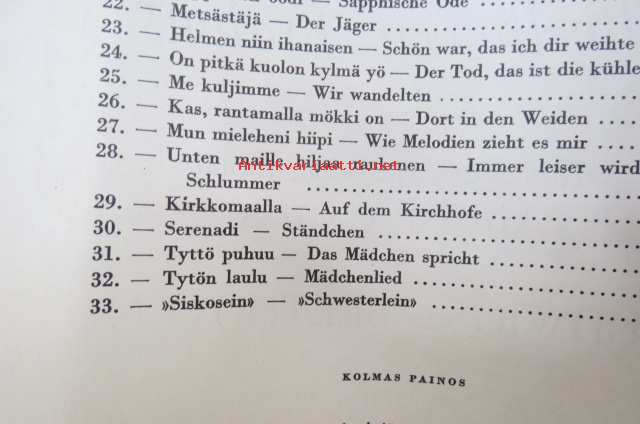 22. — Sapphische Ode
23. — Metsästäjä — Der Jäger
24. — Helmen niin ihanaisen — Schön war, das ich dir weihte
25. — On pitkä kuolon kylmä yö — Der Tod, das ist die kühle
26. — Me kuljimme — Wir wandelten
27. — Kas, rantamalla mökki on — Dort in den Weiden
28. — Mun mieleheni hiipi — Wie Melodien zieht es mir
Unten maille hiljaa — Immer leiser wird
antikvariaattiuni.net
Schlummer
29. — Kirkkomaalla — Auf dem Kirchhofe
30. — Serenadi — Ständchen
31. — Tyttö puhuu — Das Mädchen spricht
32. — Tytön laulu — Mädchenlied
33. — »Siskosein» — »Schwesterlein»
KOLMAS PAINOS